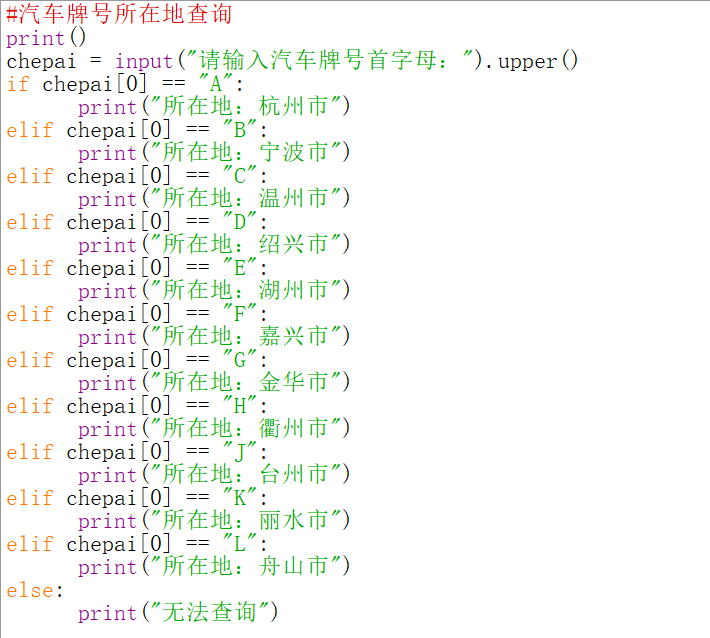 #汽车牌号所在地查询
print()
chepai = input("请输入汽车牌号首字母：").upper()
if chepai[0] == "A":
      print("所在地：杭州市")
elif chepai[0] == "B":
      print("所在地：宁波市")
elif chepai[0] == "C":
      print("所在地：温州市")
elif chepai[0] == "D":
      print("所在地：绍兴市")
elif chepai[0] == "E":
      print("所在地：湖州市")
elif chepai[0] == "F":
      print("所在地：嘉兴市")
elif chepai[0] == "G":
      print("所在地：金华市")
elif chepai[0] == "H":
      print("所在地：衢州市")
elif chepai[0] == "J":
      print("所在地：台州市")
elif chepai[0] == "K":
      print("所在地：丽水市")
elif chepai[0] == "L":
      print("所在地：舟山市")
else:
      print("无法查询")